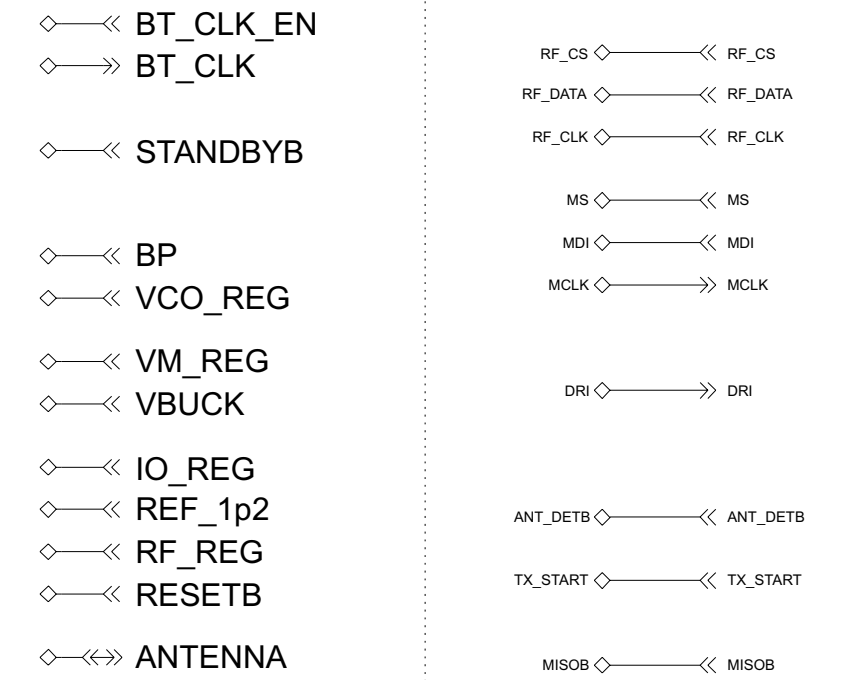 BT_CLK_EN
BT_CLK
STANDBYB
BP
VCO_REG
VM_REG
VBUCK
IO_REG
REF_1p2
RF_REG
RESETB
ANTENNA
RF_CS RF_CS
RF_DATA RF_DATA
RF_CLK RF_CLK
MS MS
MDI MDI
MCLK MCLK
DRI DRI
ANT_DETB ANT_DETB
TX_START TX_START
MISOB MISOB